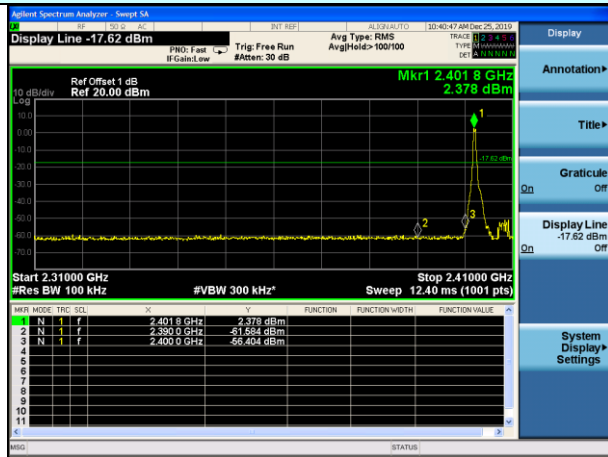 Agilent Spectrum Analyzer - Swept SA
RF 50 Ω AC INT REF ALIGN AUTO 10:40:47 AM Dec 25, 2019
Display Line -17.62 dBm
PNO: Fast
IFGain:Low
Trig: Free Run
#Atten: 30 dB
Avg Type: RMS
Avg|Hold:>100/100
TRACE 1 2 3 4 5 6
TYPE M
DET A N N N N N
Ref Offset 1 dB
Ref 20.00 dBm
10 dB/div
Log
Mkr1 2.401 8 GHz
2.378 dBm
10.0
0.00
-10.0
-20.0
-30.0
-40.0
-50.0
-60.0
-70.0
1
-17.62 dBm
2
3
Start 2.31000 GHz
Stop 2.41000 GHz
#Res BW 100 kHz
#VBW 300 kHz*
Sweep 12.40 ms (1001 pts)
MKR MODE TRC SCL X Y FUNCTION FUNCTION WIDTH FUNCTION VALUE
1 N 1 f 2.401 8 GHz 2.378 dBm
2 N 1 f 2.390 0 GHz -61.584 dBm
3 N 1 f 2.400 0 GHz -56.404 dBm
4
5
6
7
8
9
10
11
MSG
STATUS
Display
Annotation
Title
Graticule
On Off
Display Line
-17.62 dBm
On Off
System
Display
Settings